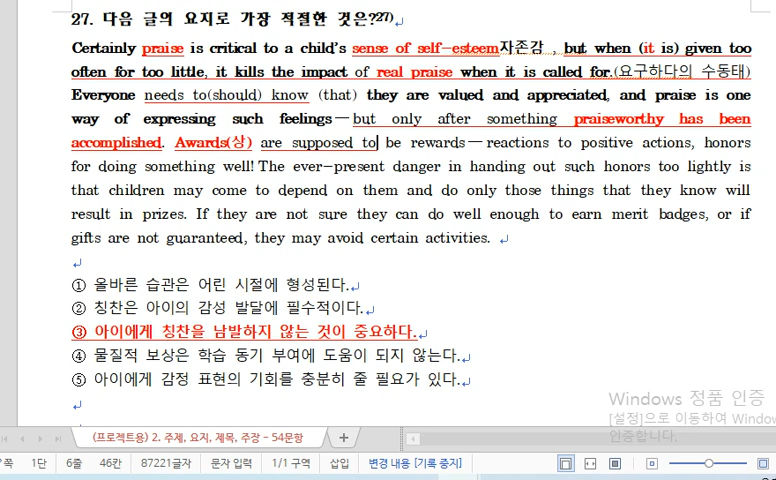 27. 다음 글의 요지로 가장 적절한 것은?27)
Certainly praise is critical to a child's sense of self-esteem자존감 , but when (it is) given too
often for too little, it kills the impact of real praise when it is called for.(요구하다의 수동태)
Everyone needs to(should) know (that) they are valued and appreciated, and praise is one
way of expressing such feelings—but only after something praiseworthy has been
accomplished. Awards(상) are supposed to be rewards—reactions to positive actions, honors
for doing something well! The ever-present danger in handing out such honors too lightly is
that children may come to depend on them and do only those things that they know will
result in prizes. If they are not sure they can do well enough to earn merit badges, or if
gifts are not guaranteed, they may avoid certain activities.
① 올바른 습관은 어린 시절에 형성된다.
② 칭찬은 아이의 감성 발달에 필수적이다.
③ 아이에게 칭찬을 남발하지 않는 것이 중요하다.
④ 물질적 보상은 학습 동기 부여에 도움이 되지 않는다.
⑤ 아이에게 감정 표현의 기회를 충분히 줄 필요가 있다.
Windows 정품 인증
[설정]으로 이동하여 Window
인증합니다.
(프로젝트용) 2. 주제, 요지, 제목, 주장 - 54문항
쪽 1단 6줄 46칸 87221글자 문자 입력 1/1 구역 삽입 변경 내용 [기록 중지]